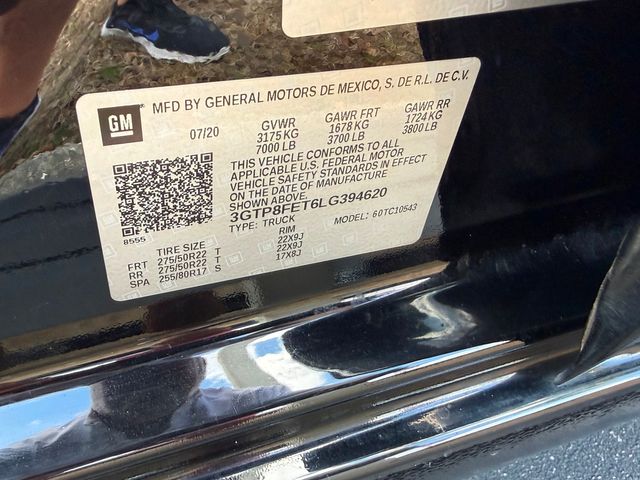 GM
MFD BY GENERAL MOTORS DE MEXICO, S. DE R.L. DE C.V.
07/20
GVWR GAWR FRT GAWR RR
3175 KG 1678 KG 1724 KG
7000 LB 3700 LB 3800 LB
THIS VEHICLE CONFORMS TO ALL
APPLICABLE U.S. FEDERAL MOTOR
VEHICLE SAFETY STANDARDS IN EFFECT
ON THE DATE OF MANUFACTURE
SHOWN ABOVE.
3GTP8FET6LG394620
TYPE: TRUCK MODEL: 60TC10543
8555
TIRE SIZE RIM
FRT 275/50R22 T 22X9J
RR 275/50R22 T 22X9J
SPA 255/80R17 S 17X8J